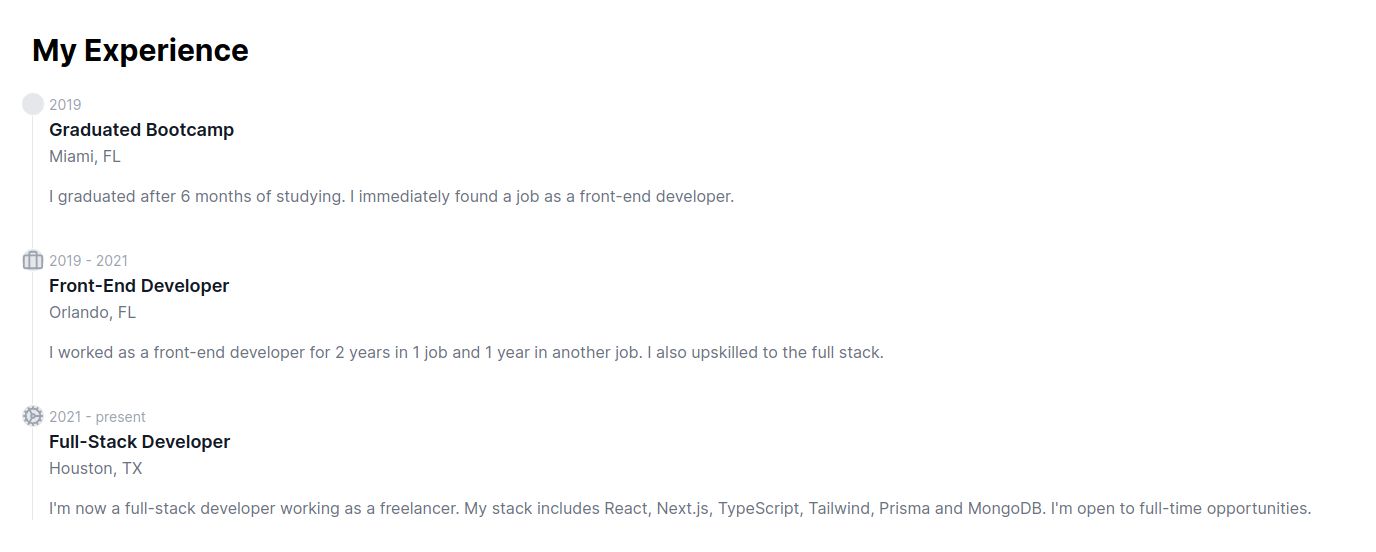 My Experience
2019
Graduated Bootcamp
Miami, FL
I graduated after 6 months of studying. I immediately found a job as a front-end developer.
2019 - 2021
Front-End Developer
Orlando, FL
I worked as a front-end developer for 2 years in 1 job and 1 year in another job. I also upskilled to the full stack.
2021 - present
Full-Stack Developer
Houston, TX
I'm now a full-stack developer working as a freelancer. My stack includes React, Next.js, TypeScript, Tailwind, Prisma and MongoDB. I'm open to full-time opportunities.